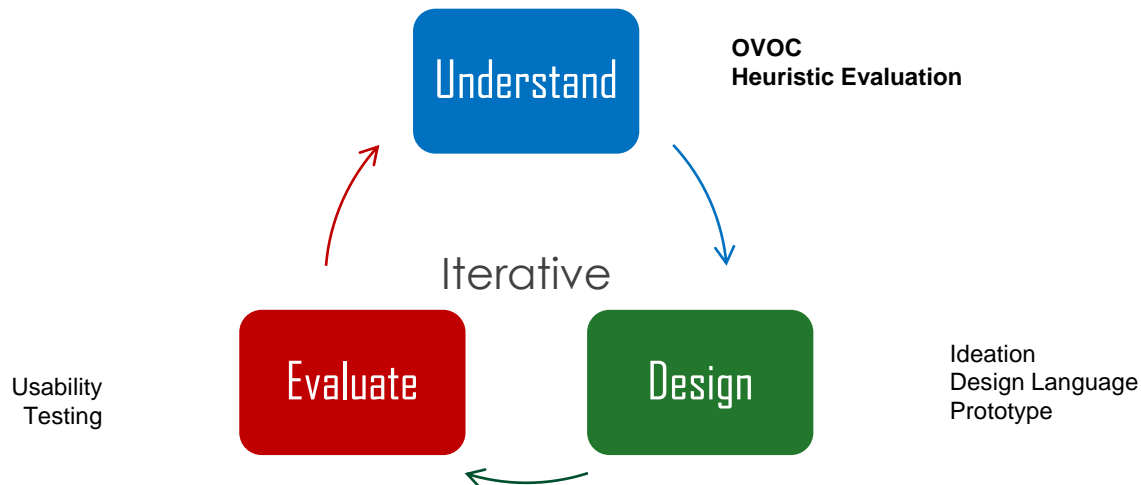 Understand
OVOC
Heuristic Evaluation
Iterative
Evaluate
Design
Usability
Testing
Ideation
Design Language
Prototype